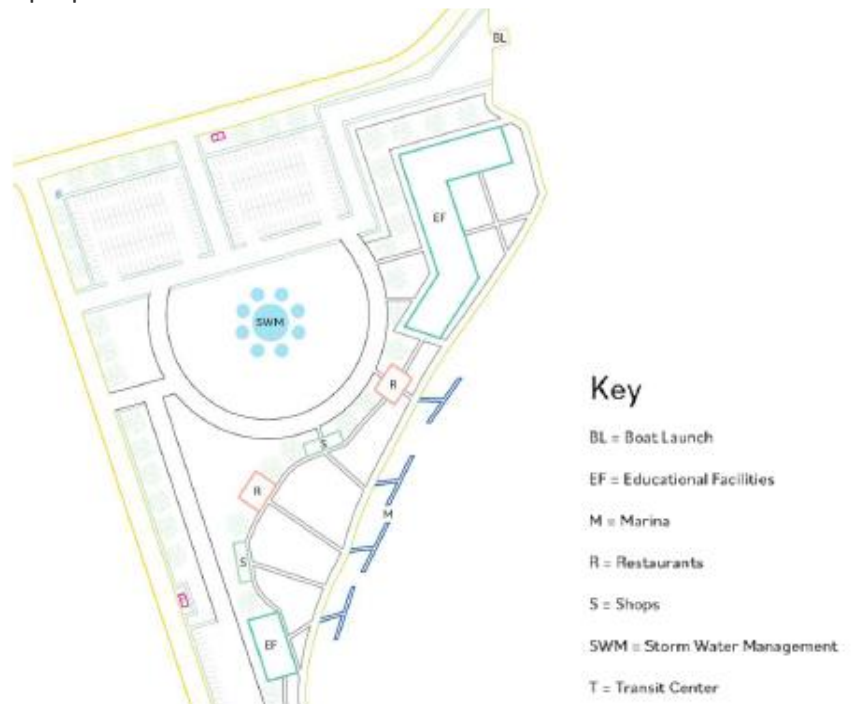 BL
EF
SWM
R
S
R
M
S
EF
Key
BL = Boat Launch
EF = Educational Facilities
M = Marina
R = Restaurants
S = Shops
SWM = Storm Water Management
T = Transit Center